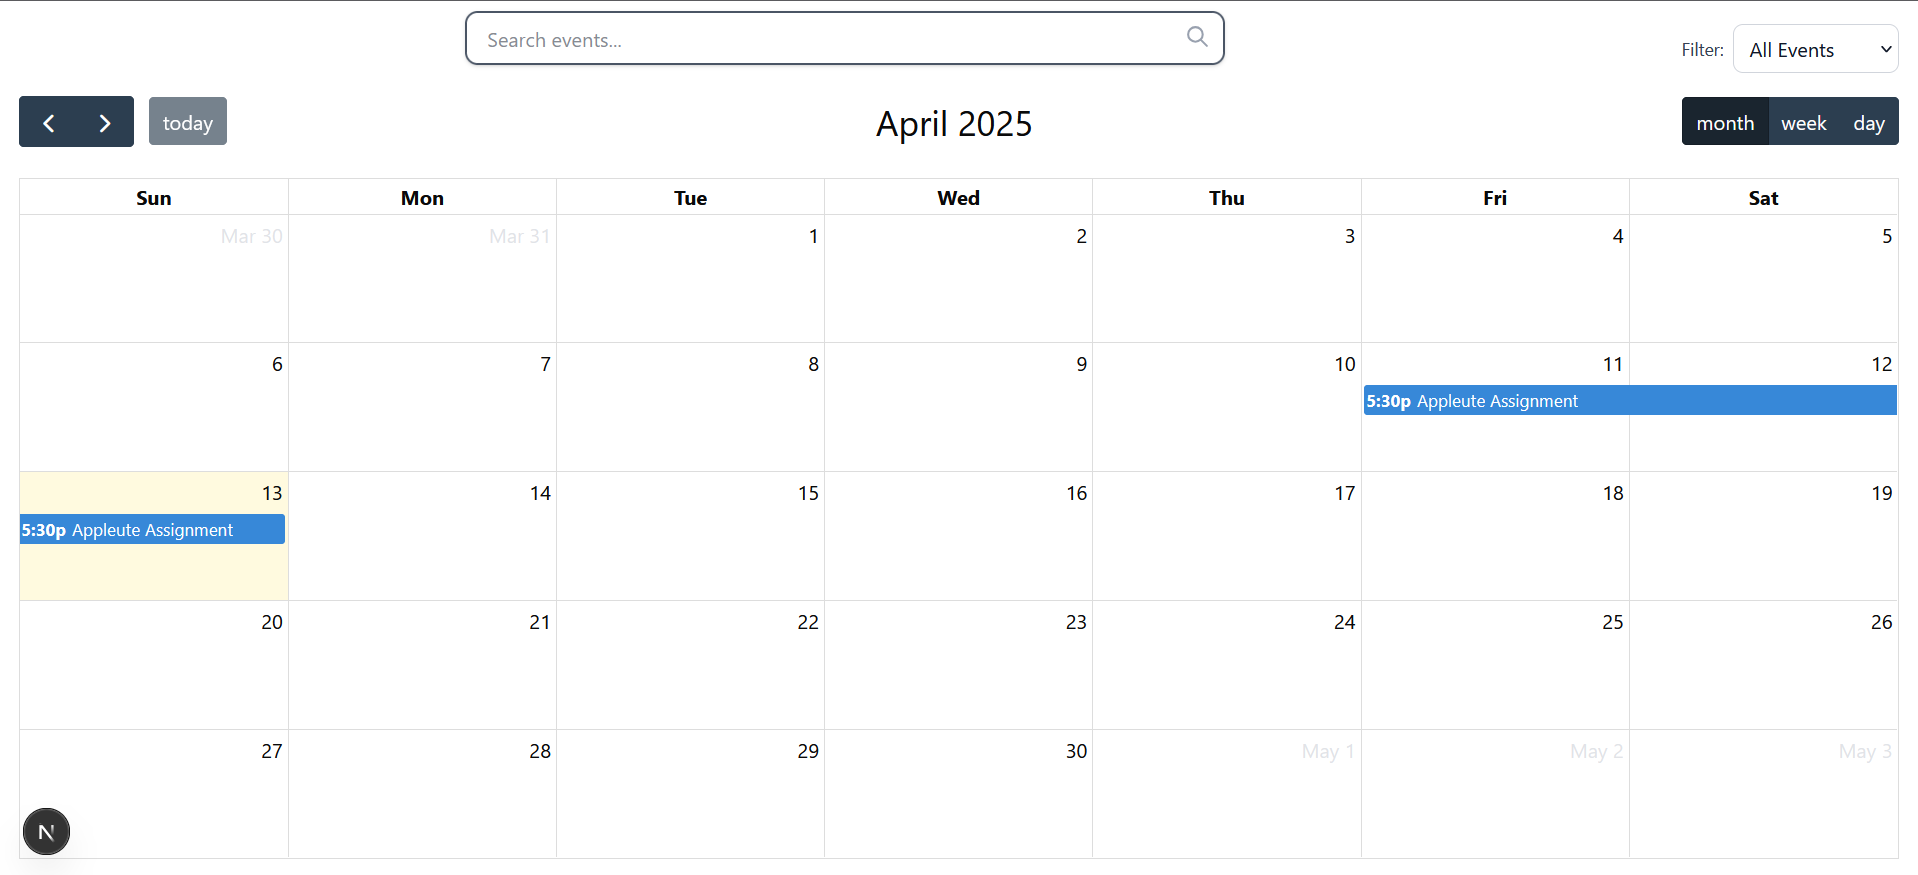 Search events...
Filter: All Events
today
April 2025
month week day
Sun Mon Tue Wed Thu Fri Sat
Mar 30 Mar 31 1 2 3 4 5
6 7 8 9 10 11 12
5:30p Appleute Assignment
13 14 15 16 17 18 19
5:30p Appleute Assignment
20 21 22 23 24 25 26
27 28 29 30 May 1 May 2 May 3
N